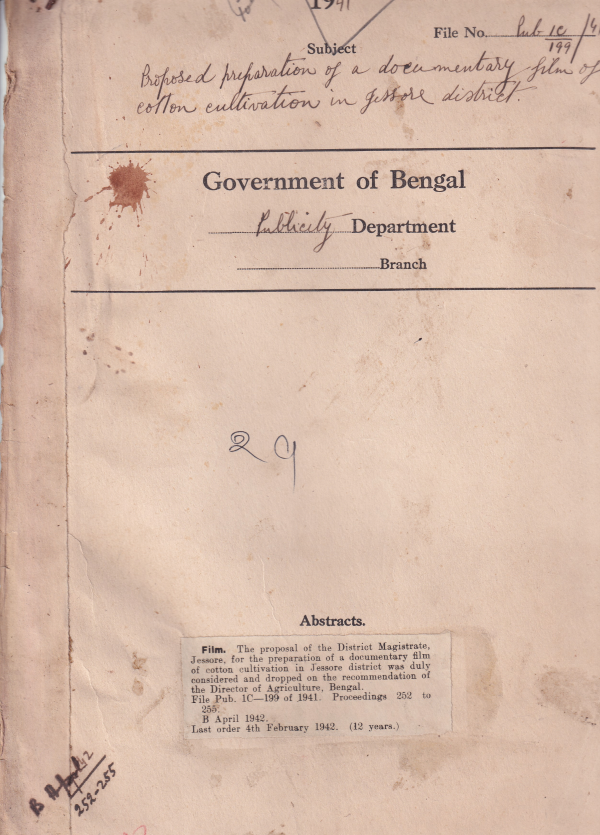 1941
File No. Pub 1C/199
Subject
Proposed preparation of a documentary film of
cotton cultivation in Jessore district.
Government of Bengal
Publicity Department
Branch
29
Abstracts.
Film. The proposal of the District Magistrate,
Jessore, for the preparation of a documentary film
of cotton cultivation in Jessore district was duly
considered and dropped on the recommendation of
the Director of Agriculture, Bengal.
File Pub. 1C—199 of 1941. Proceedings 252 to
255.
B April 1942.
Last order 4th February 1942. (12 years.)
B April 42
252-255